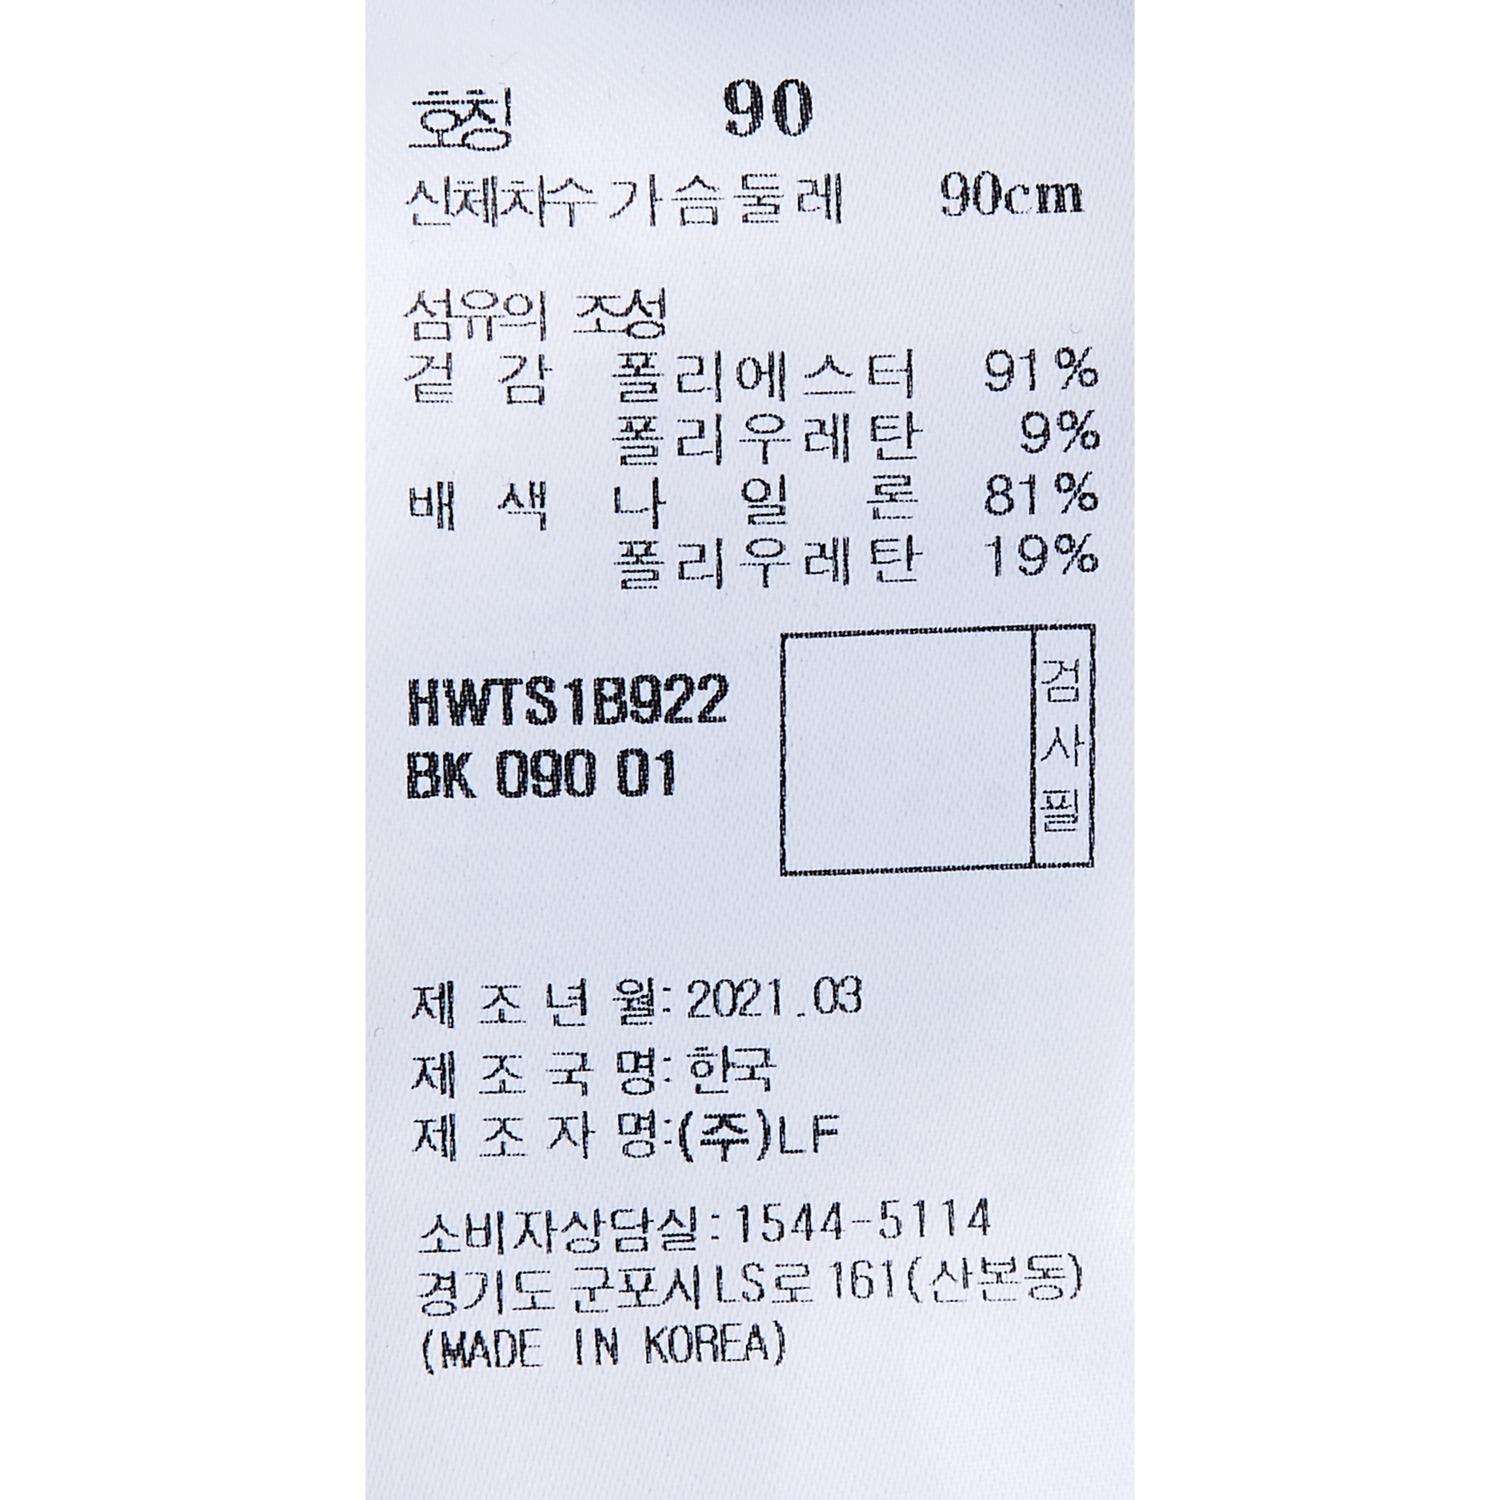 호칭 90
신체치수 가슴둘레 90cm
섬유의 조성
겉감 폴리에스터 91%
폴리우레탄 9%
배색 나일론 81%
폴리우레탄 19%
HWTS1B922
BK 090 01
검사필
제조년월: 2021.03
제조국명: 한국
제조자명:(주)LF
소비자상담실: 1544-5114
경기도 군포시 LS로 161(산본동)
(MADE IN KOREA)